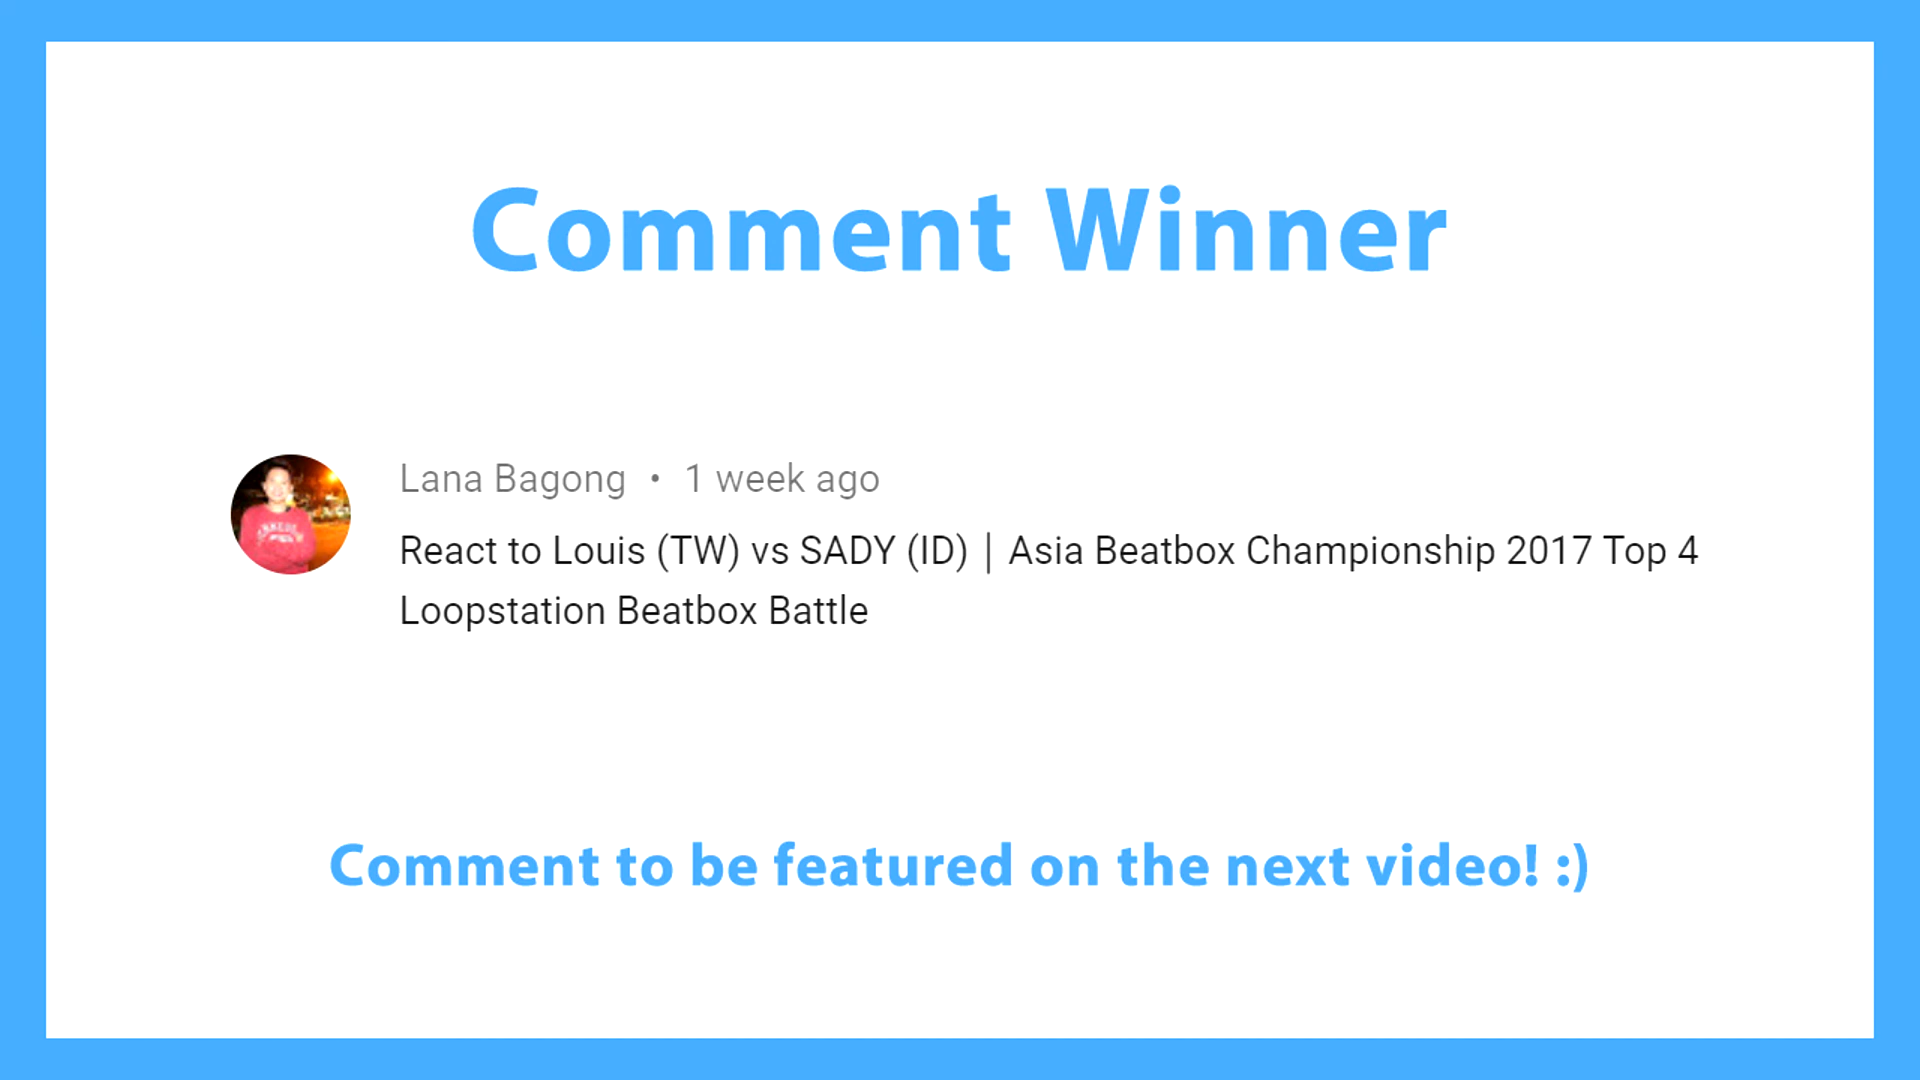 Comment Winner
Lana Bagong • 1 week ago
React to Louis (TW) vs SADY (ID) | Asia Beatbox Championship 2017 Top 4
Loopstation Beatbox Battle
Comment to be featured on the next video! :)